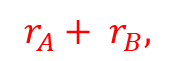 r_A + r_B,